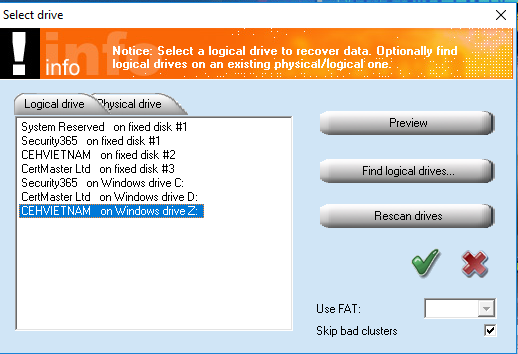 Select drive
info
Notice: Select a logical drive to recover data. Optionally find
logical drives on an existing physical/logical one.
info
Logical drive
Physical drive
System Reserved on fixed disk #1
Security365 on fixed disk #1
CEHVIETNAM on fixed disk #2
CertMaster Ltd on fixed disk #3
Security365 on Windows drive C:
CertMaster Ltd on Windows drive D:
CEHVIETNAM on Windows drive Z:
Preview
Find logical drives...
Rescan drives
Use FAT:
Skip bad clusters